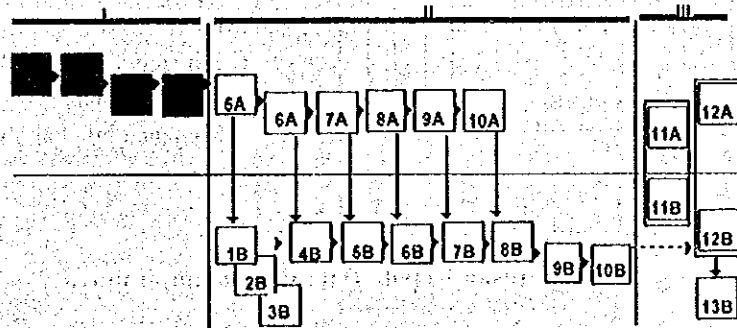 I II III
5A
6A 7A 8A 9A 10A
12A
11A
11B
1B 4B 5B 6B 7B 8B 12B
2B 9B 10B
3B 13B